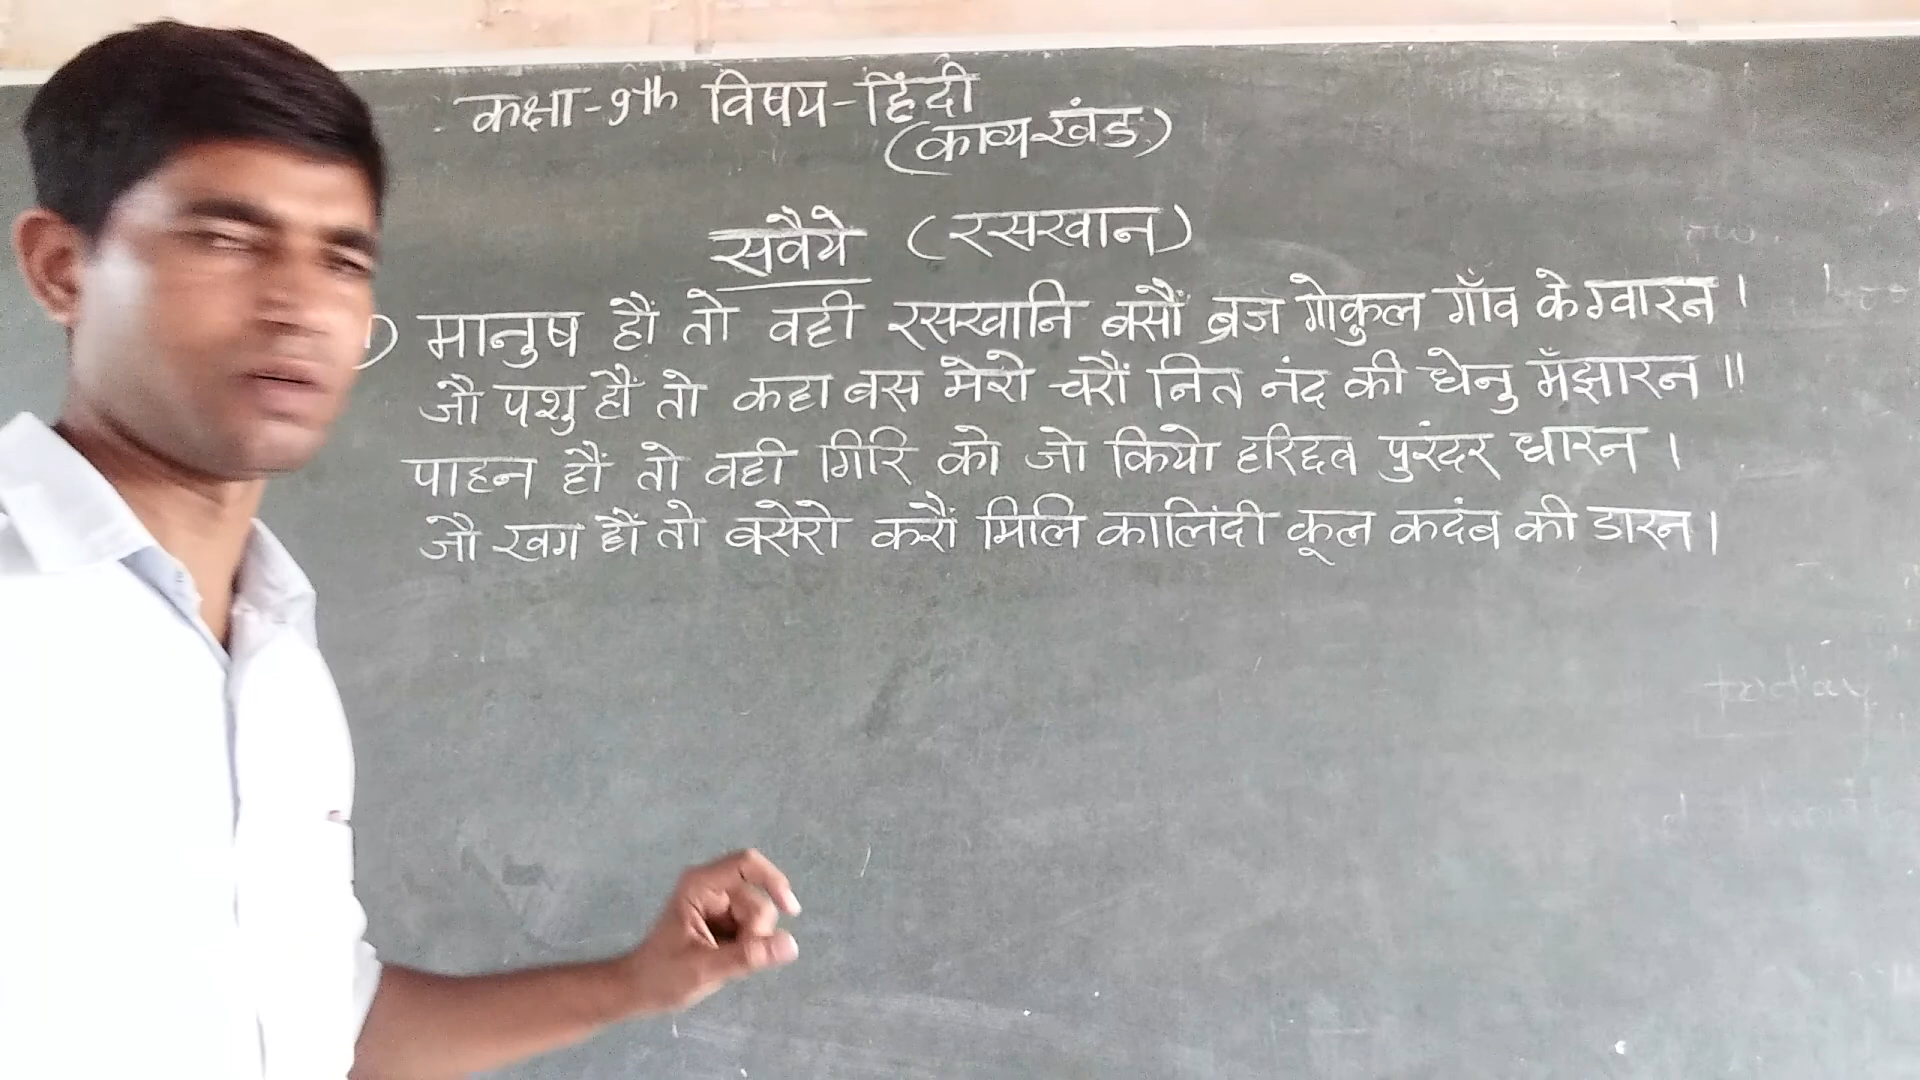 कक्षा-9th विषय-हिंदी
(काव्य-खंड)
सवैये (रसखान)
मानुष हौं तो वही रसखानि बसौं ब्रज गोकुल गाँव के ग्वारन।
जौ पशु हौं तो कहा बस मेरो चरौं नित नंद की धेनु मँझारन॥
पाहन हौं तो वही गिरि को जो कियो हरिछत्र पुरंदर धारन।
जौ खग हौं तो बसेरो करौं मिलि कालिंदी कूल कदंब की डारन।
today